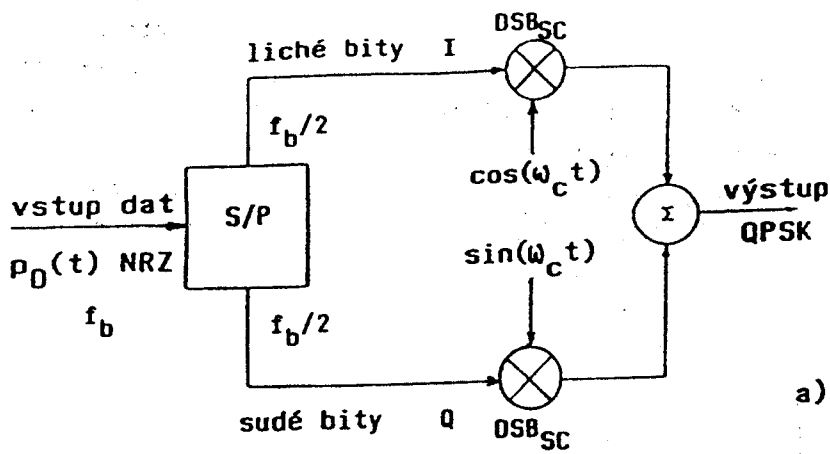 DSB_SC
liché bity I
f_b/2
cos(ω_c t)
vstup dat
S/P
Σ
výstup
QPSK
p_0(t) NRZ
sin(ω_c t)
f_b
f_b/2
a)
sudé bity Q
DSB_SC